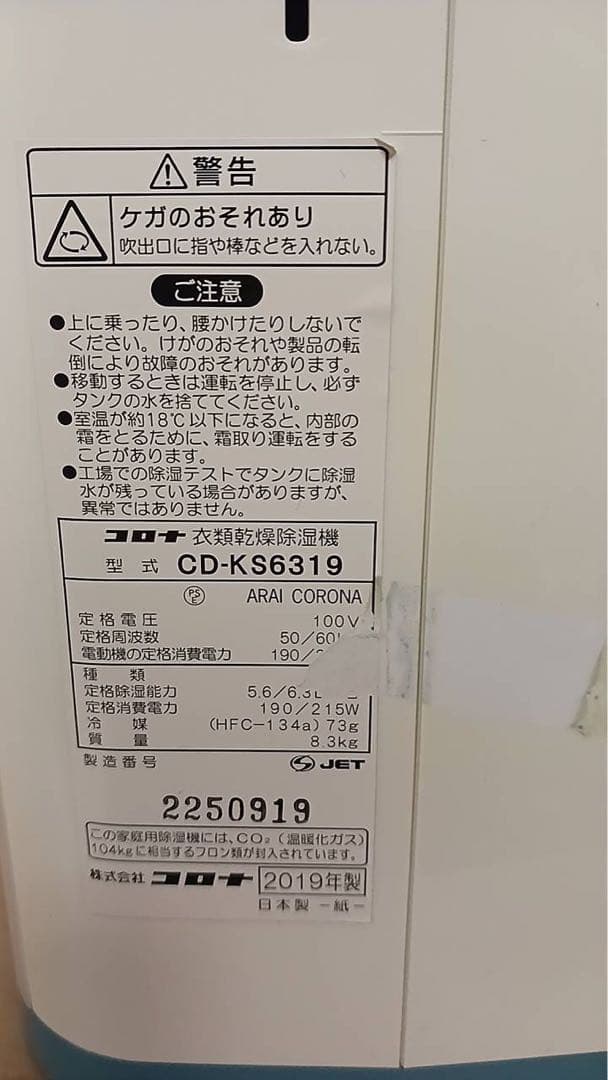 警告
ケガのおそれあり
吹出口に指や棒などを入れない。
ご注意
●上に乗ったり、腰かけたりしないで
ください。けがのおそれや製品の転
倒により故障のおそれがあります。
●移動するときは運転を停止し、必ず
タンクの水を捨ててください。
●室温が約18℃以下になると、内部の
霜をとるために、霜取り運転をする
ことがあります。
●工場での除湿テストでタンクに除湿
水が残っている場合がありますが、
異常ではありません。
コロナ 衣類乾燥除湿機
型式 CD-KS6319
PSE ARAI CORONA
定格電圧 100V
定格周波数 50/60
電動機の定格消費電力 190/
種類
定格除湿能力 5.6/6.3
定格消費電力 190/215W
冷媒 (HFC-134a) 73g
質量 8.3kg
製造番号 JET
2250919
この家庭用除湿機には、CO₂(温暖化ガス)
104kgに相当するフロン類が封入されています。
株式会社 コロナ 2019年製
日本製 -紙-